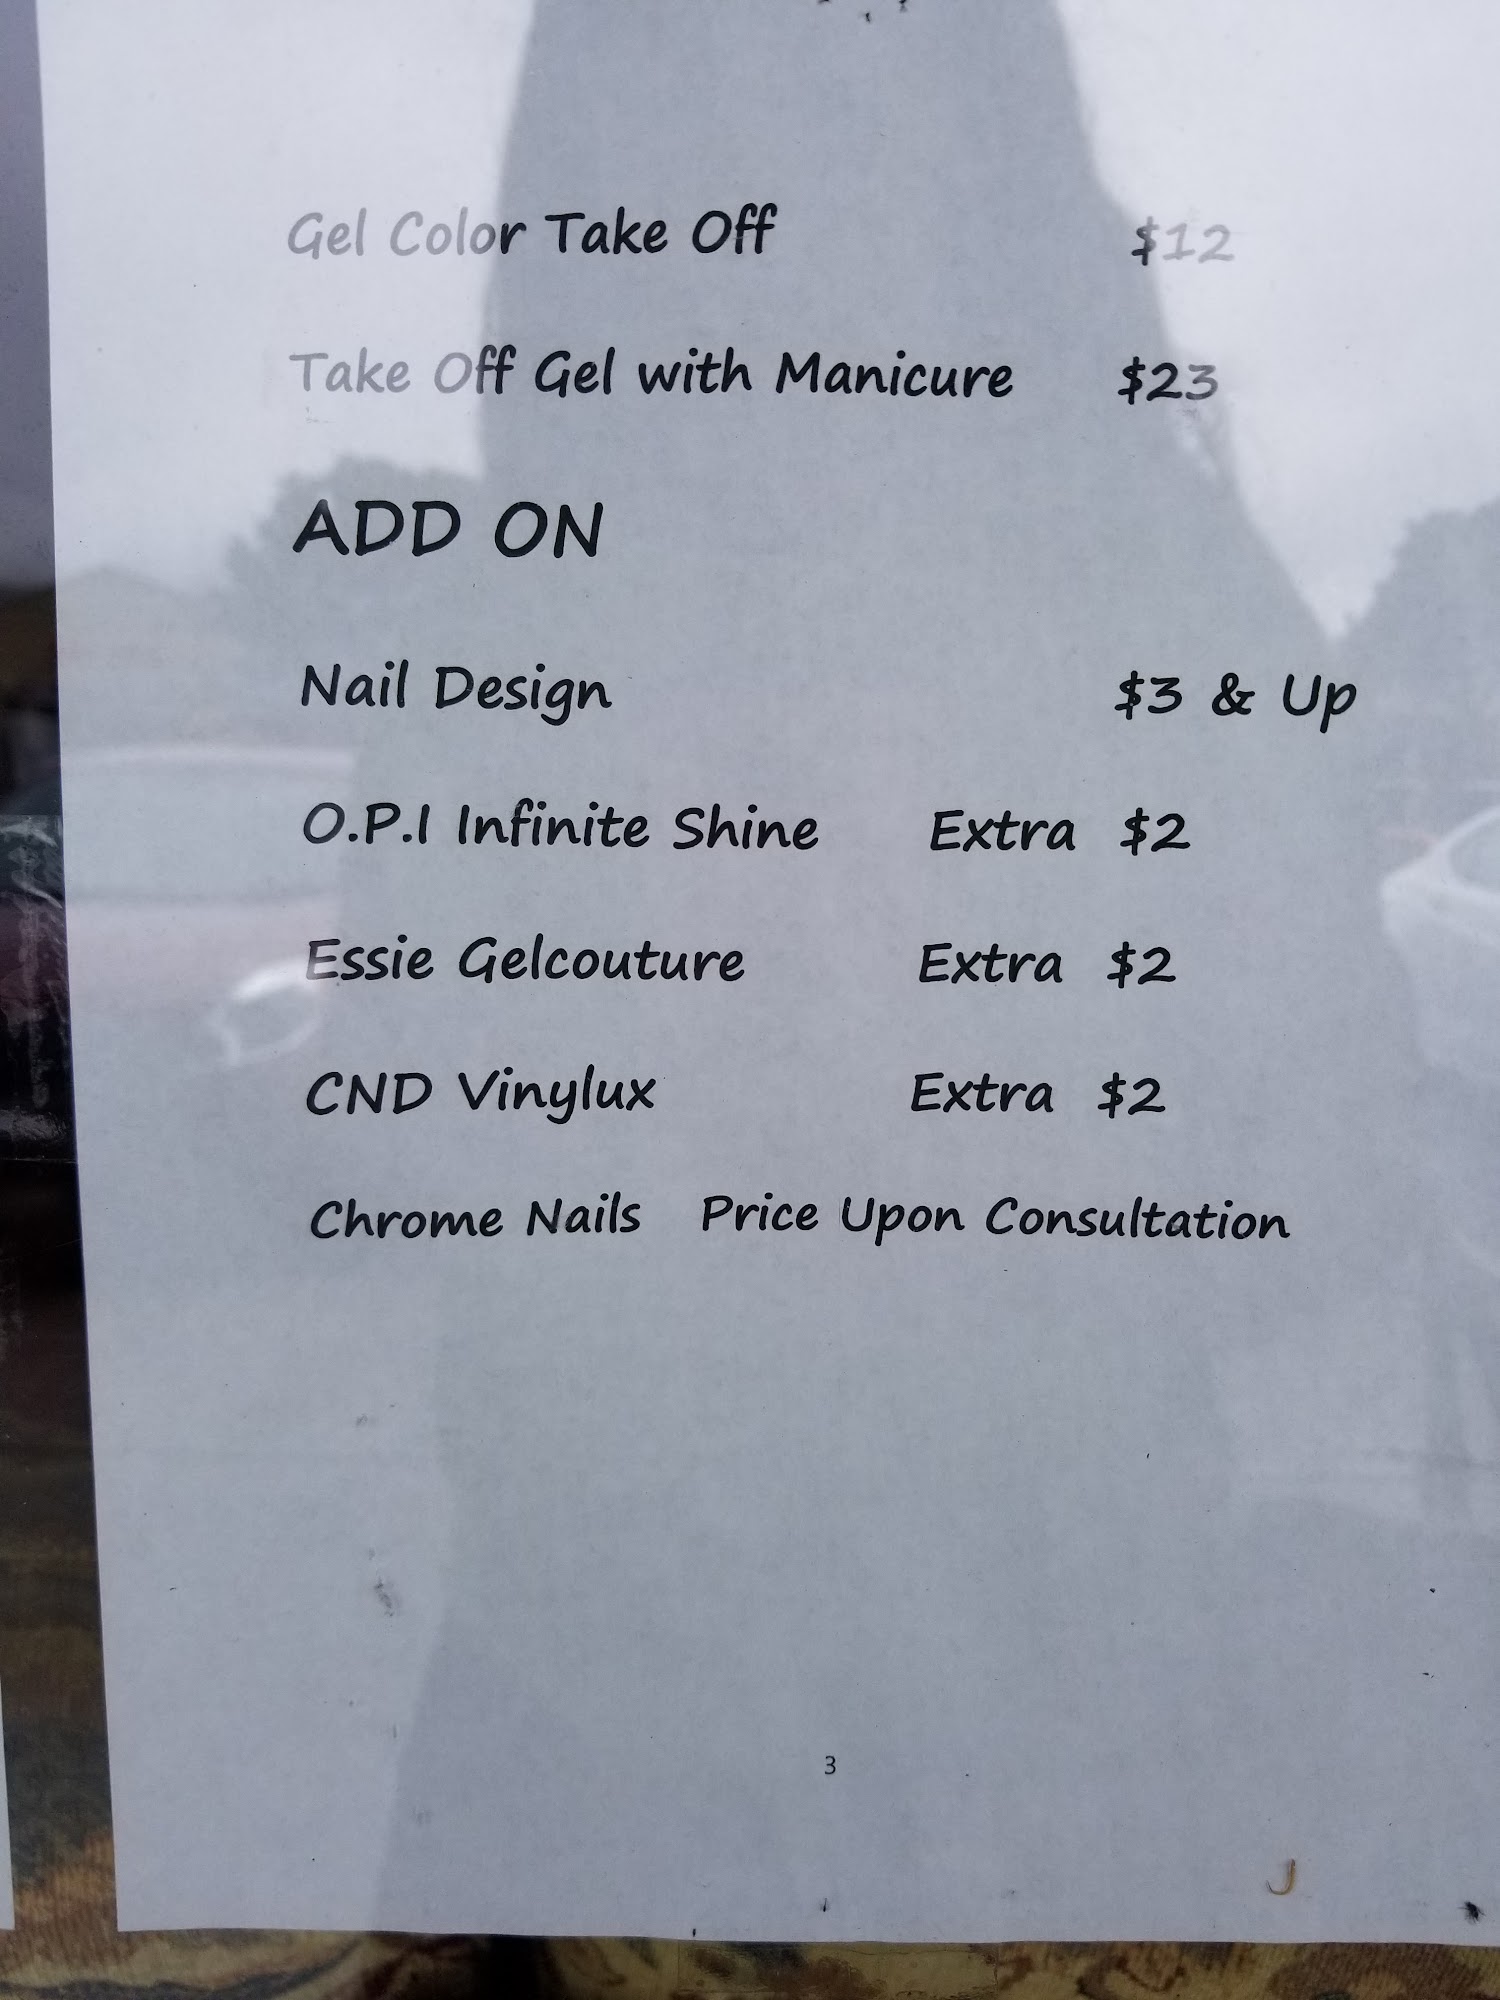 Gel Color Take Off $12
Take Off Gel with Manicure $23
ADD ON
Nail Design $3 & Up
O.P.I Infinite Shine Extra $2
Essie Gelcouture Extra $2
CND Vinylux Extra $2
Chrome Nails Price Upon Consultation
3